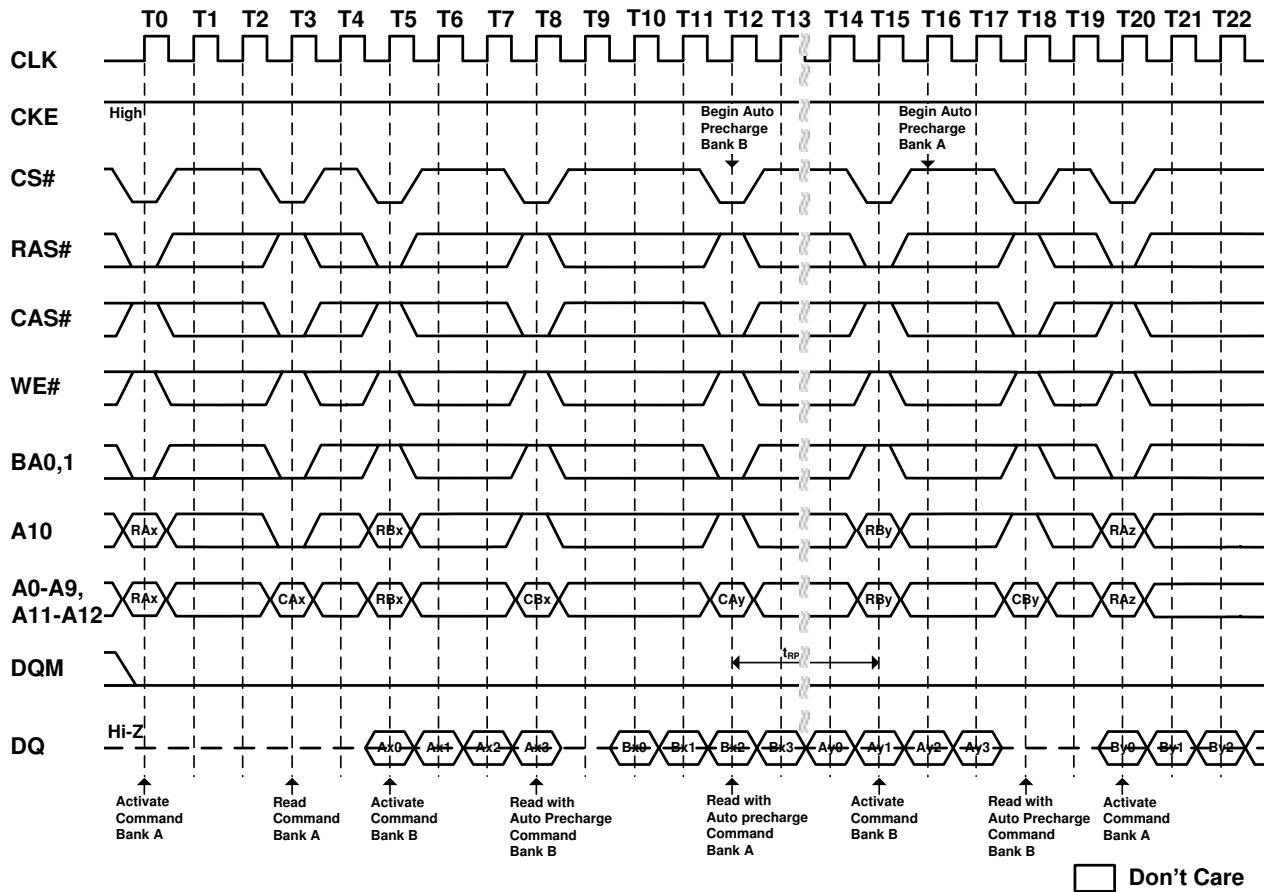 T0 T1 T2 T3 T4 T5 T6 T7 T8 T9 T10 T11 T12 T13 T14 T15 T16 T17 T18 T19 T20 T21 T22
CLK
CKE
High
Begin Auto
Precharge
Bank B
Begin Auto
Precharge
Bank A
CS#
RAS#
CAS#
WE#
BA0,1
A10
RAx RBx RBy RAz
A0-A9,
A11-A12
RAx CAx RBx CBx CAy RBy CBy RAz
DQM
tRP
DQ
Hi-Z
Ax0 Ax1 Ax2 Ax3 Bx0 Bx1 Bx2 Bx3 Ay0 Ay1 Ay2 Ay3 By0 By1 By2
Activate
Command
Bank A
Read
Command
Bank A
Activate
Command
Bank B
Read with
Auto Precharge
Command
Bank B
Read with
Auto precharge
Command
Bank A
Activate
Command
Bank B
Read with
Auto Precharge
Command
Bank B
Activate
Command
Bank A
Don't Care